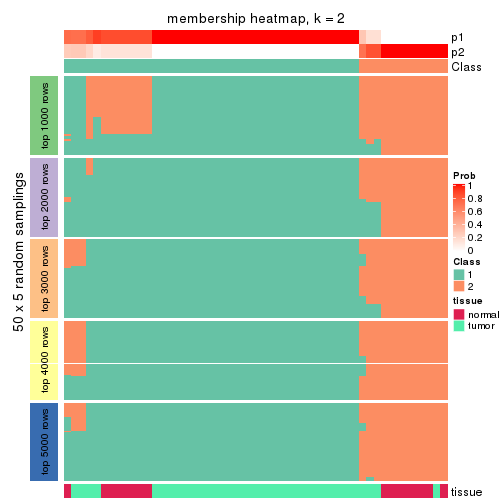 membership heatmap, k = 2
p1
p2
Class
50 x 5 random samplings
top 1000 rows
top 2000 rows
top 3000 rows
top 4000 rows
top 5000 rows
Prob
1
0.8
0.6
0.4
0.2
0
Class
1
2
tissue
normal
tumor
tissue